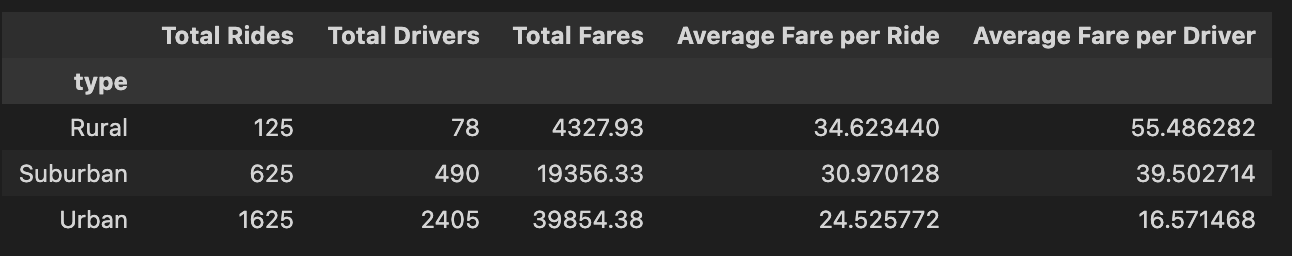 Total Rides Total Drivers Total Fares Average Fare per Ride Average Fare per Driver
type
Rural 125 78 4327.93 34.623440 55.486282
Suburban 625 490 19356.33 30.970128 39.502714
Urban 1625 2405 39854.38 24.525772 16.571468